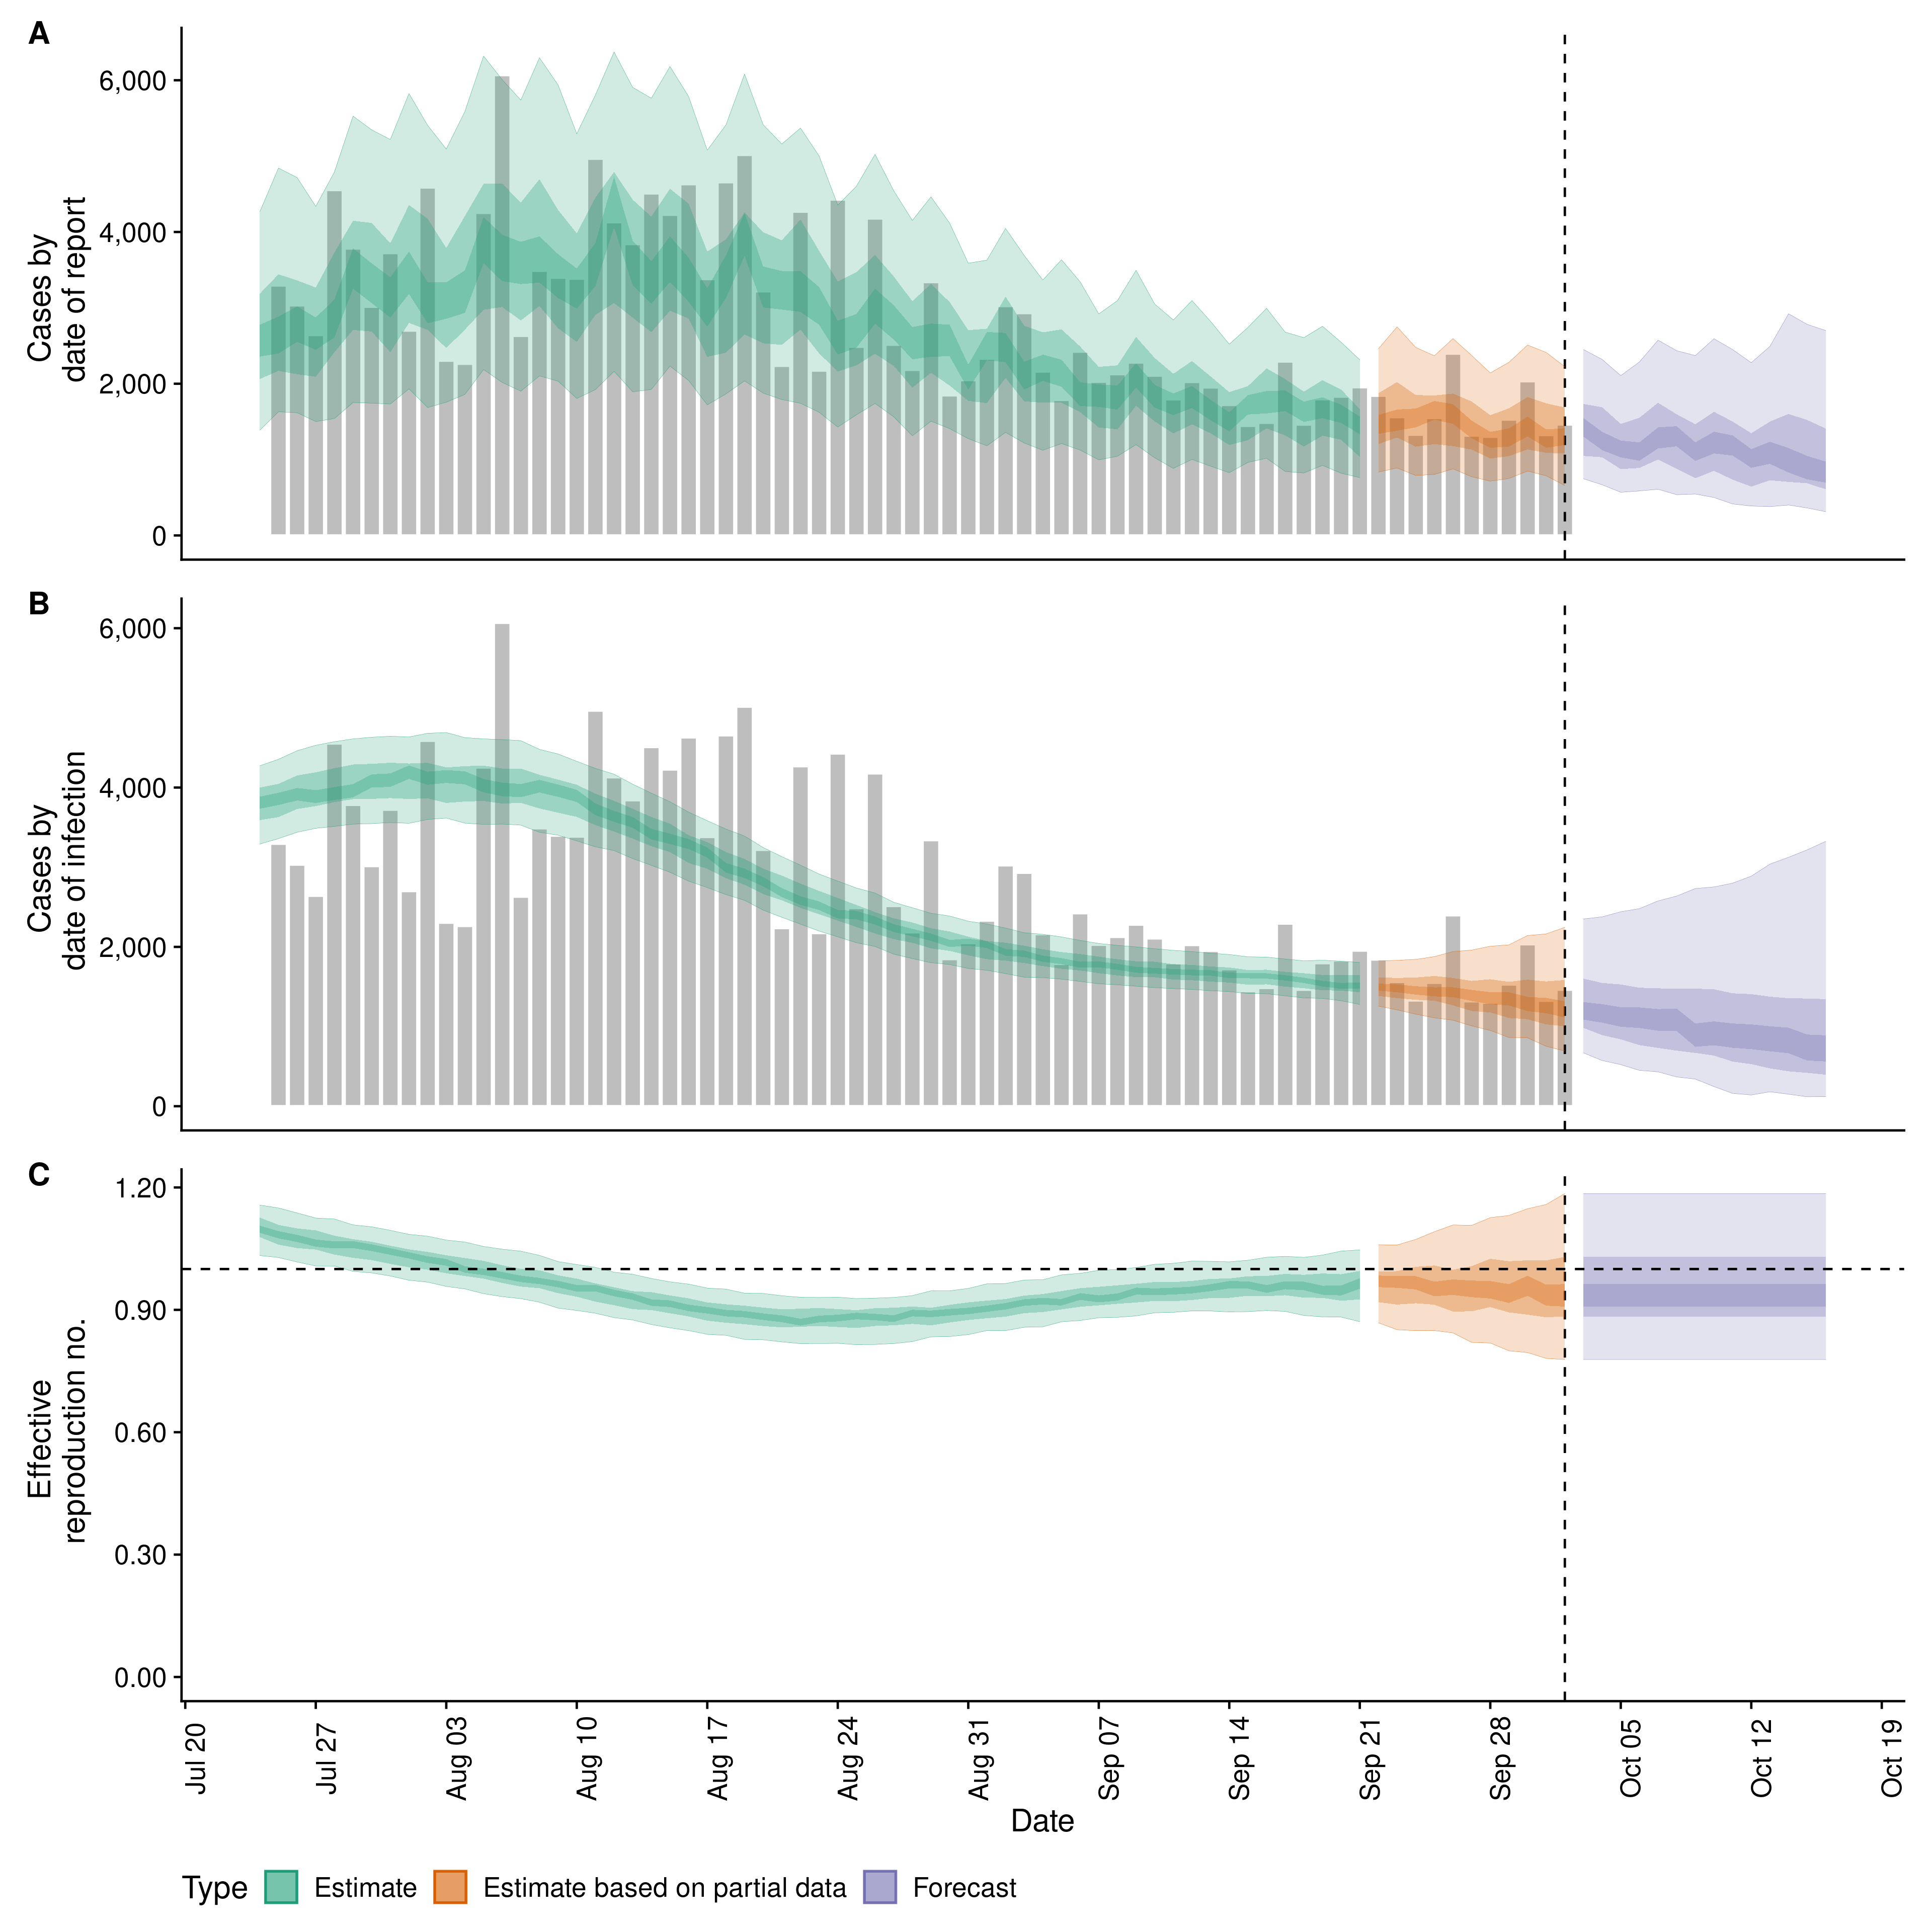 A
Cases by
date of report
6,000
4,000
2,000
0
B
Cases by
date of infection
6,000
4,000
2,000
0
C
Effective
reproduction no.
1.20
0.90
0.60
0.30
0.00
Jul 20
Jul 27
Aug 03
Aug 10
Aug 17
Aug 24
Aug 31
Sep 07
Sep 14
Sep 21
Sep 28
Oct 05
Oct 12
Oct 19
Date
Type Estimate Estimate based on partial data Forecast